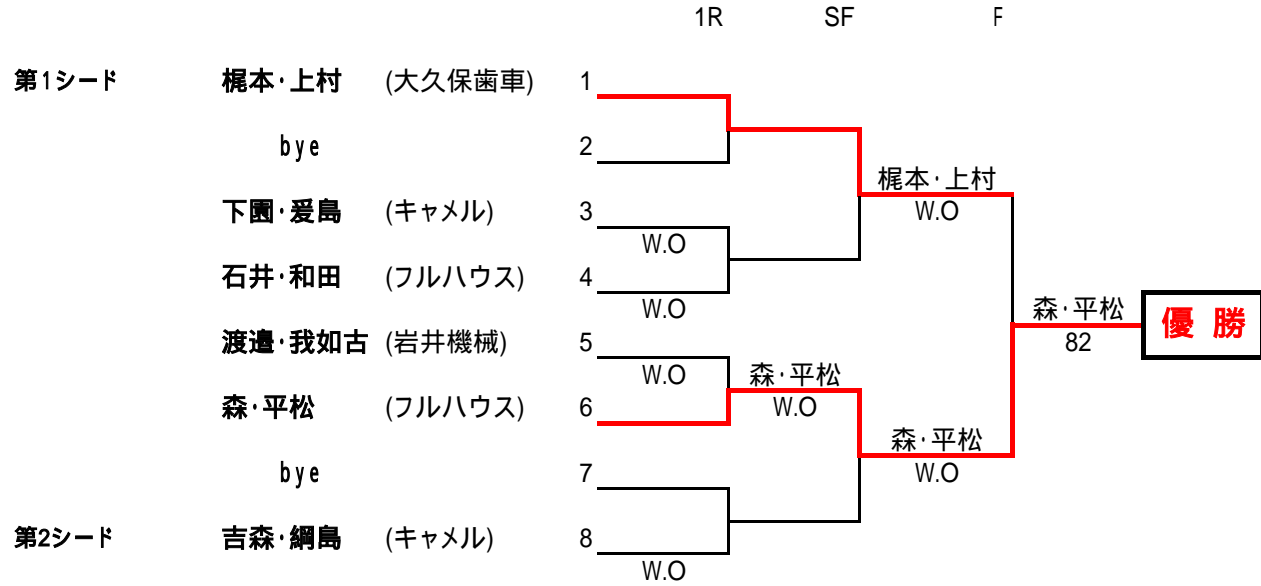 1R SF F
第1シード 梶本・上村 (大久保歯車) 1
bye 2
梶本・上村
下園・爰島 (キャメル) 3
W.O
W.O
石井・和田 (フルハウス) 4
W.O
森・平松
優勝
渡邉・我如古 (岩井機械) 5
82
W.O
森・平松
森・平松 (フルハウス) 6
W.O
森・平松
bye 7
W.O
第2シード 吉森・綱島 (キャメル) 8
W.O